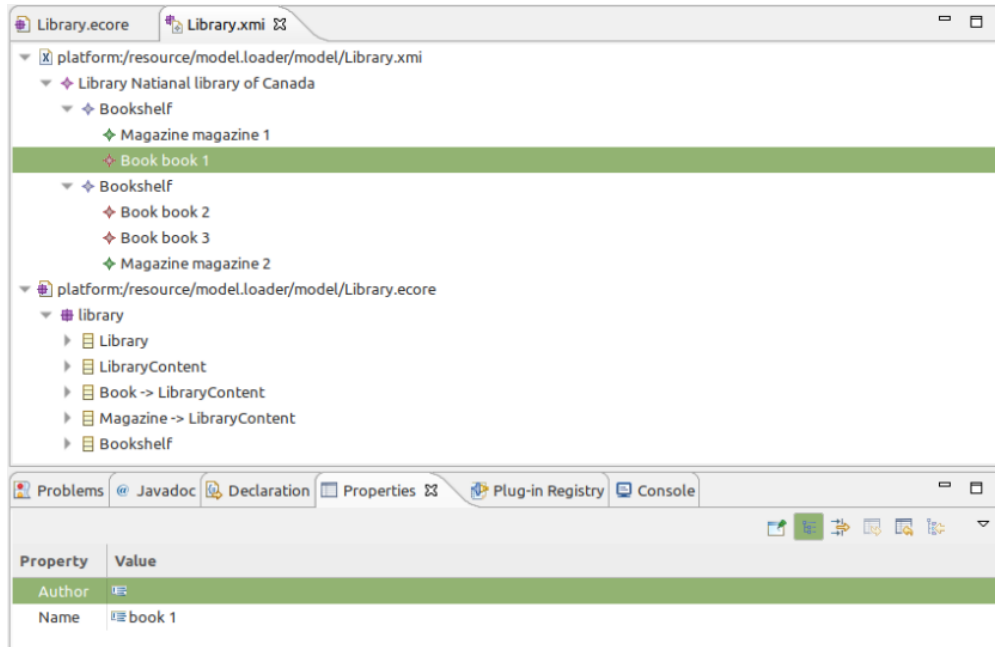 Library.ecore Library.xmi
platform:/resource/model.loader/model/Library.xmi
Library Natianal library of Canada
Bookshelf
Magazine magazine 1
Book book 1
Bookshelf
Book book 2
Book book 3
Magazine magazine 2
platform:/resource/model.loader/model/Library.ecore
library
Library
LibraryContent
Book -> LibraryContent
Magazine -> LibraryContent
Bookshelf
Problems @ Javadoc Declaration Properties Plug-in Registry Console
Property Value
Author
Name book 1